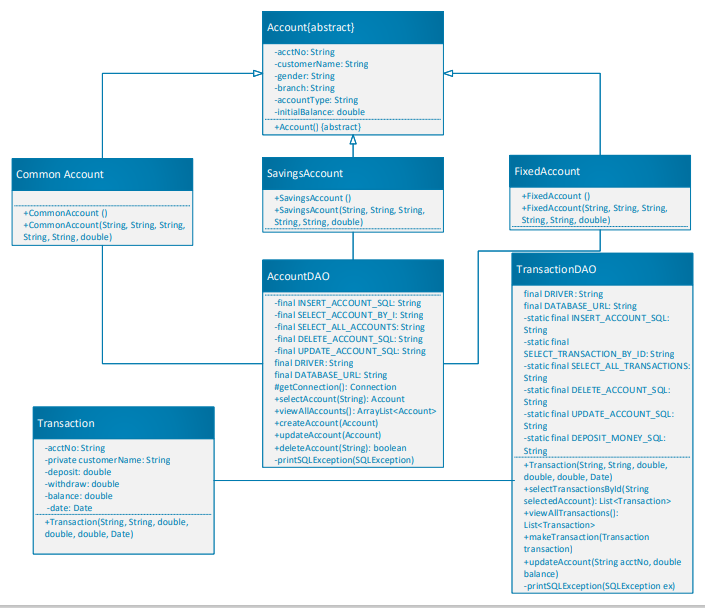 Account{abstract}
-acctNo: String
-customerName: String
-gender: String
-branch: String
-accountType: String
-initialBalance: double
+Account() {abstract}
Common Account
+CommonAccount ()
+CommonAccount(String, String, String,
String, String, double)
SavingsAccount
+SavingsAccount ()
+SavingsAcount(String, String, String,
String, String, double)
FixedAccount
+FixedAccount ()
+FixedAccount(String, String, String,
String, String, double)
AccountDAO
-final INSERT_ACCOUNT_SQL: String
-final SELECT_ACCOUNT_BY_I: String
-final SELECT_ALL_ACCOUNTS: String
-final DELETE_ACCOUNT_SQL: String
-final UPDATE_ACCOUNT_SQL: String
final DRIVER: String
final DATABASE_URL: String
#getConnection(): Connection
+selectAccount(String): Account
+viewAllAccounts(): ArrayList<Account>
+createAccount(Account)
+updateAccount(Account)
+deleteAccount(String): boolean
-printSQLException(SQLException)
TransactionDAO
final DRIVER: String
final DATABASE_URL: String
-static final INSERT_ACCOUNT_SQL:
String
-static final
SELECT_TRANSACTION_BY_ID: String
-static final SELECT_ALL_TRANSACTIONS:
String
-static final DELETE_ACCOUNT_SQL:
String
-static final UPDATE_ACCOUNT_SQL:
String
-static final DEPOSIT_MONEY_SQL:
String
+Transaction(String, String, double,
double, double, Date)
+selectTransactionsById(String
selectedAccount): List<Transaction>
+viewAllTransactions():
List<Transaction>
+makeTransaction(Transaction
transaction)
+updateAccount(String acctNo, double
balance)
-printSQLException(SQLException ex)
Transaction
-acctNo: String
-private customerName: String
-deposit: double
-withdraw: double
-balance: double
-date: Date
+Transaction(String, String, double,
double, double, Date)